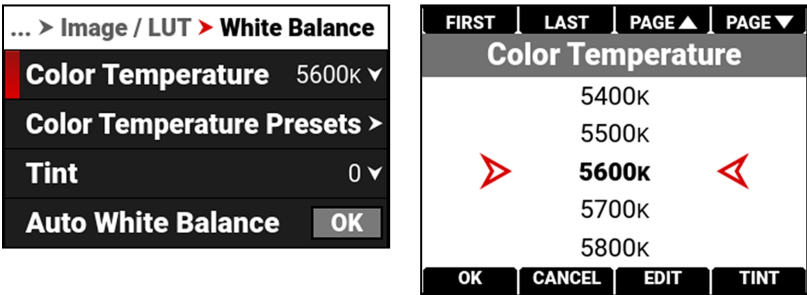 ... > Image / LUT > White Balance
Color Temperature 5600K
Color Temperature Presets >
Tint 0
Auto White Balance OK
FIRST LAST PAGE▲ PAGE▼
Color Temperature
5400K
5500K
5600K
5700K
5800K
OK CANCEL EDIT TINT